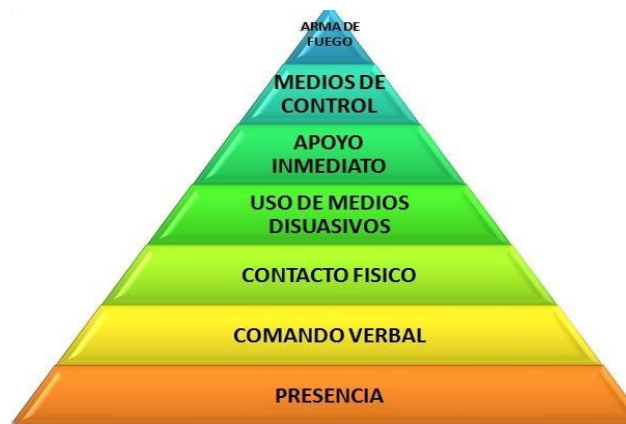 ARMA DE
FUEGO
MEDIOS DE
CONTROL
APOYO
INMEDIATO
USO DE MEDIOS
DISUASIVOS
CONTACTO FISICO
COMANDO VERBAL
PRESENCIA